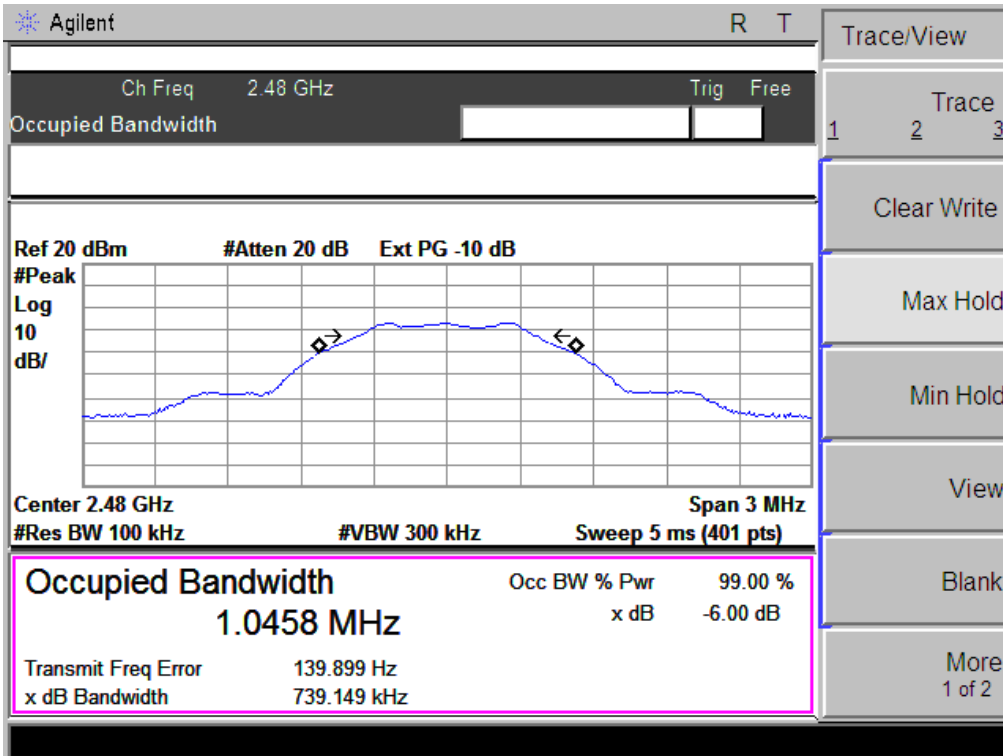 Agilent R T
Trace/View
Ch Freq 2.48 GHz Trig Free
Occupied Bandwidth
Trace
1 2 3
Clear Write
Max Hold
Min Hold
View
Blank
More
1 of 2
Ref 20 dBm #Atten 20 dB Ext PG -10 dB
#Peak
Log
10
dB/
Center 2.48 GHz Span 3 MHz
#Res BW 100 kHz #VBW 300 kHz Sweep 5 ms (401 pts)
Occupied Bandwidth Occ BW % Pwr 99.00 %
1.0458 MHz x dB -6.00 dB
Transmit Freq Error 139.899 Hz
x dB Bandwidth 739.149 kHz